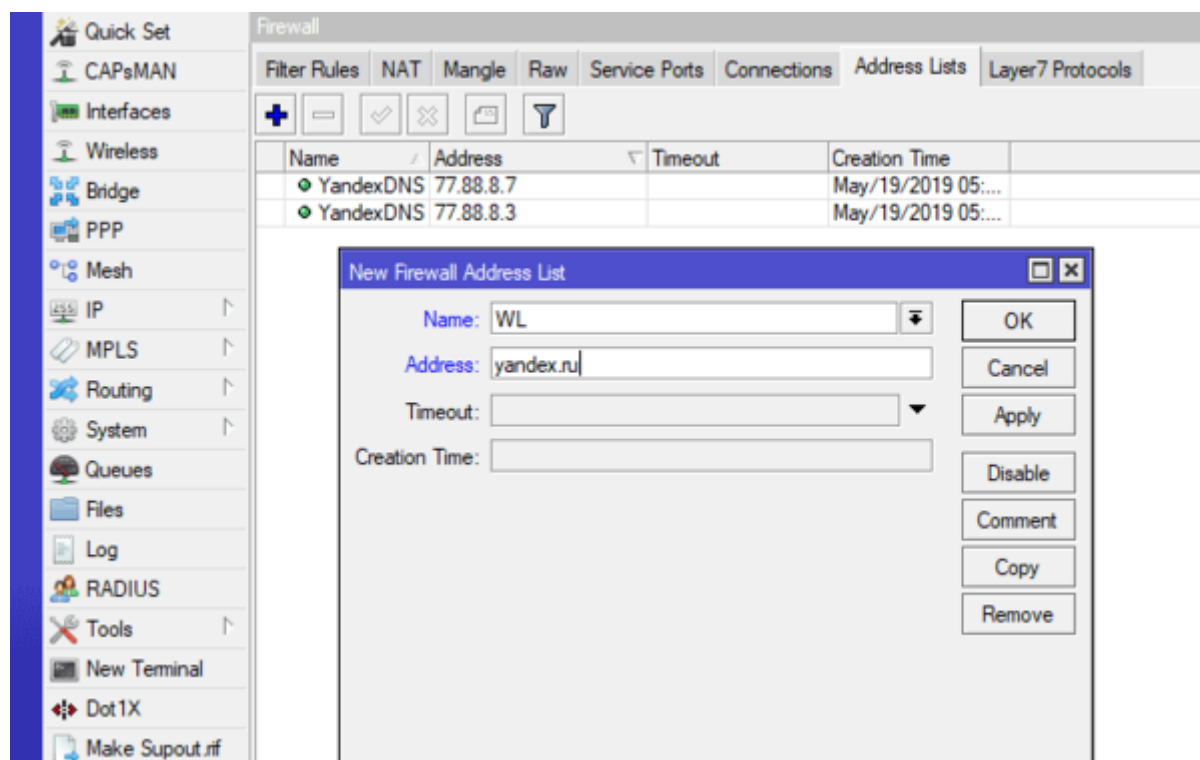 Quick Set
CAPsMAN
Interfaces
Wireless
Bridge
PPP
Mesh
IP
MPLS
Routing
System
Queues
Files
Log
RADIUS
Tools
New Terminal
Dot1X
Make Supout.rif
Firewall
Filter Rules NAT Mangle Raw Service Ports Connections Address Lists Layer7 Protocols
Name Address Timeout Creation Time
YandexDNS 77.88.8.7 May/19/2019 05:...
YandexDNS 77.88.8.3 May/19/2019 05:...
New Firewall Address List
Name: WL
Address: yandex.ru
Timeout:
Creation Time:
OK
Cancel
Apply
Disable
Comment
Copy
Remove